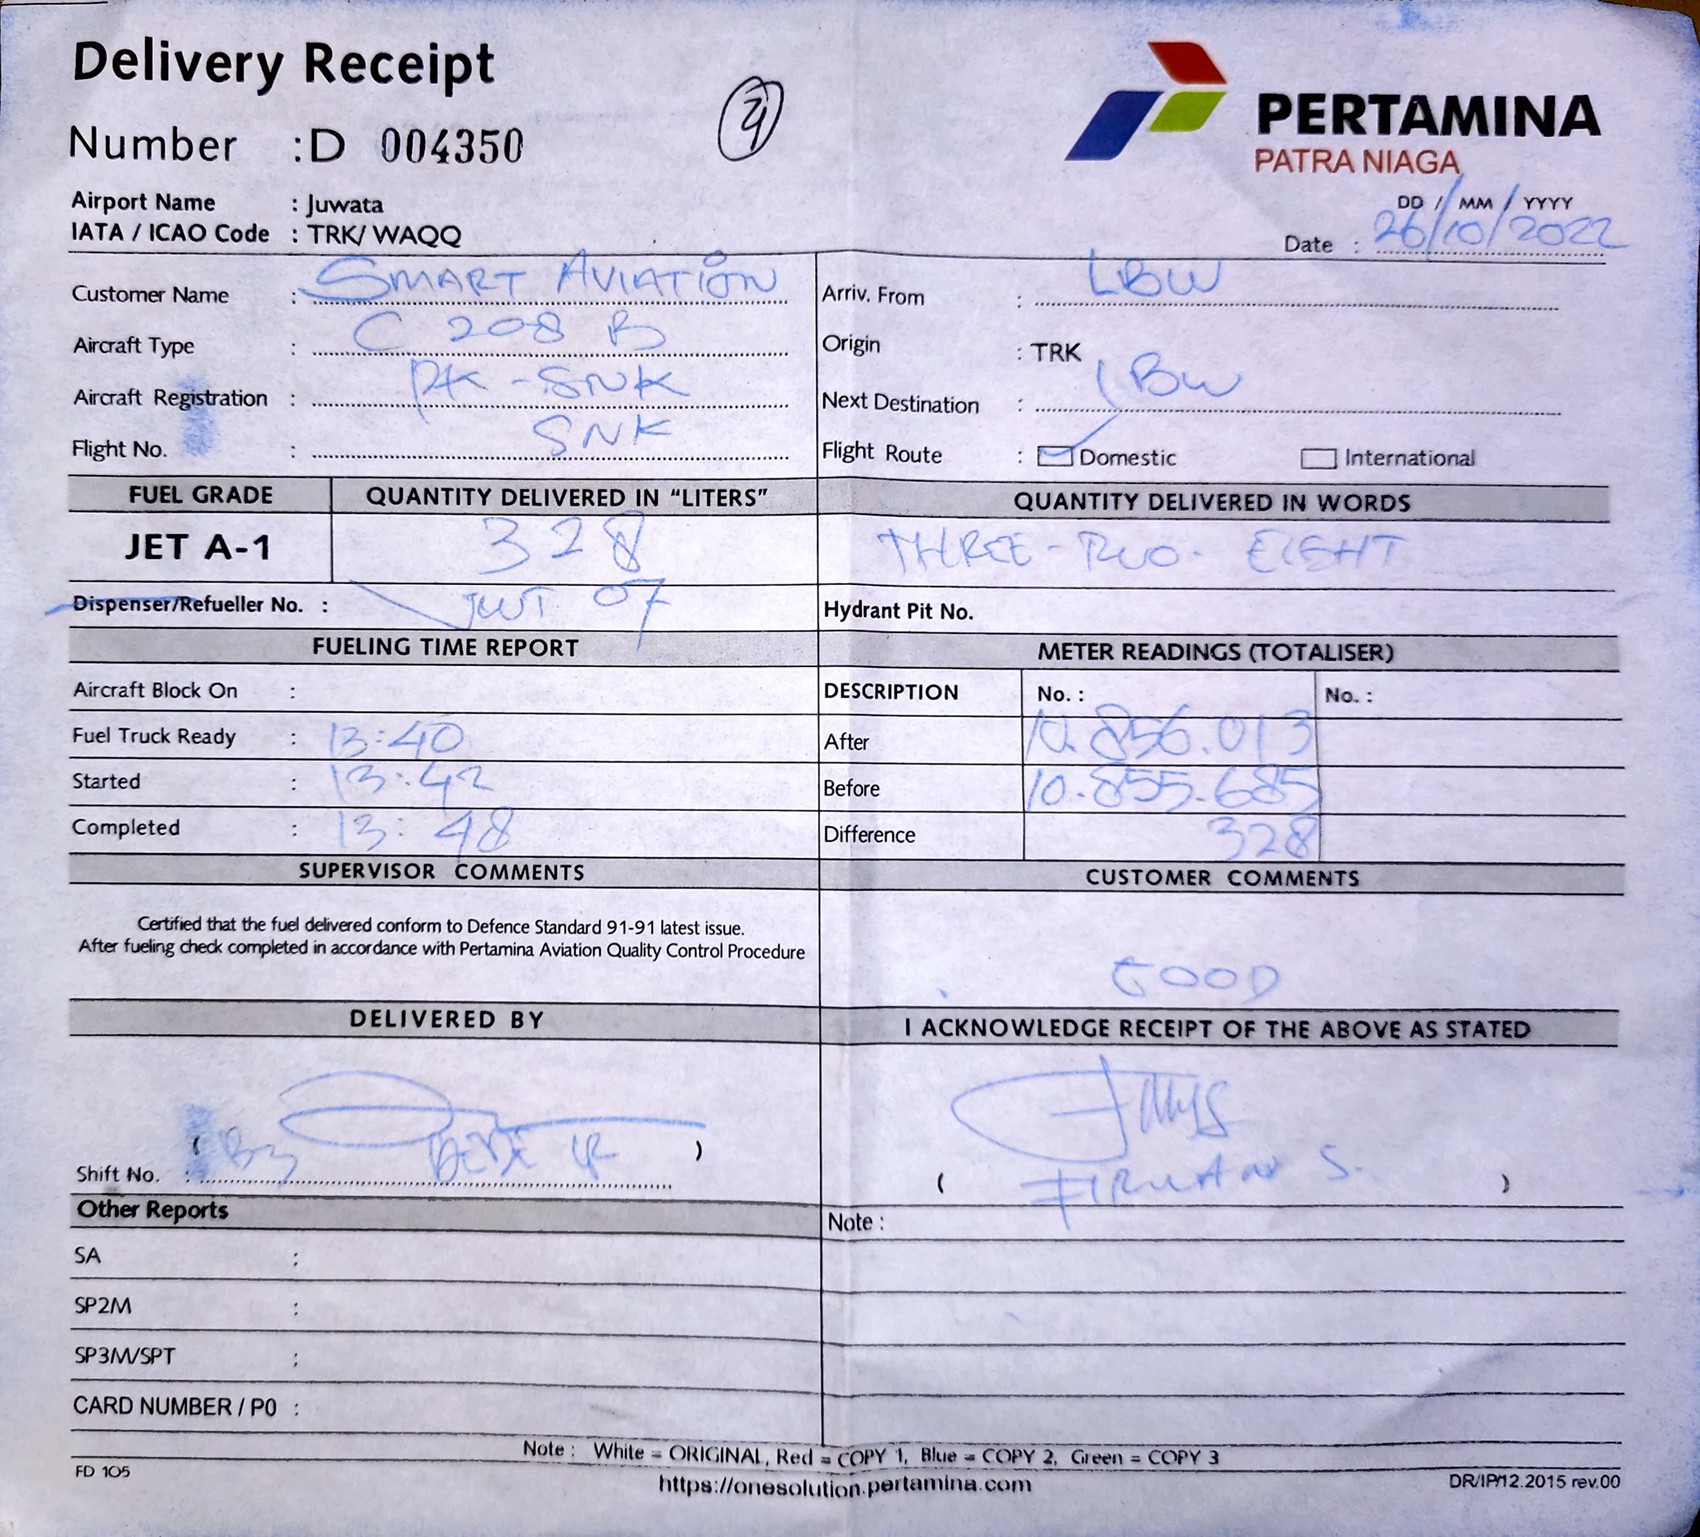 Delivery Receipt
Number : D 004350
PERTAMINA
PATRA NIAGA
Airport Name : Juwata
IATA / ICAO Code : TRK/ WAQQ
DD / MM / YYYY
Date : 26/10/2022
Customer Name : SMART AVIATION
Arriv. From : LBW
Aircraft Type : C 208 B
Origin : TRK
Aircraft Registration : PK - SNK
Next Destination : LBW
Flight No. : SNK
Flight Route : Domestic International
FUEL GRADE QUANTITY DELIVERED IN "LITERS" QUANTITY DELIVERED IN WORDS
JET A-1 328 THREE - TWO - EIGHT
Dispenser/Refueller No. : JWT 07 Hydrant Pit No.
FUELING TIME REPORT METER READINGS (TOTALISER)
Aircraft Block On : DESCRIPTION No. : No. :
Fuel Truck Ready : 13:40 After 10.856.013
Started : 13:42 Before 10.855.685
Completed : 13:48 Difference 328
SUPERVISOR COMMENTS CUSTOMER COMMENTS
Certified that the fuel delivered conform to Defence Standard 91-91 latest issue.
After fueling check completed in accordance with Pertamina Aviation Quality Control Procedure
GOOD
DELIVERED BY I ACKNOWLEDGE RECEIPT OF THE ABOVE AS STATED
Shift No. :
( )
( S. )
Other Reports Note :
SA :
SP2M :
SP3M/SPT :
CARD NUMBER / P0 :
Note : White = ORIGINAL, Red = COPY 1, Blue = COPY 2, Green = COPY 3
FD 105 https://onesolution.pertamina.com DR/IP/12.2015 rev.00